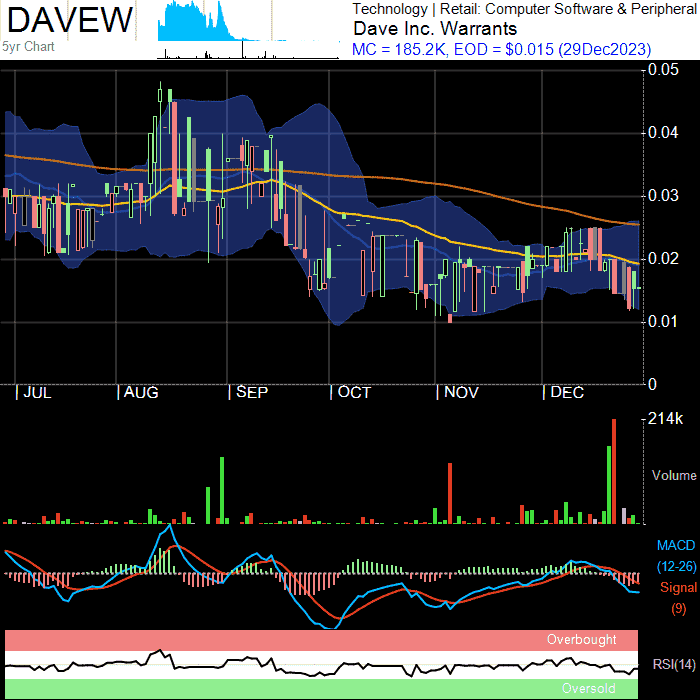 DAVEW
5yr Chart
Technology | Retail: Computer Software & Peripheral
Dave Inc. Warrants
MC = 185.2K, EOD = $0.015 (29Dec2023)
0.05
0.04
0.03
0.02
0.01
0
| JUL | AUG | SEP | OCT | NOV | DEC
214k
Volume
MACD
(12-26)
Signal
(9)
Overbought
RSI(14)
Oversold